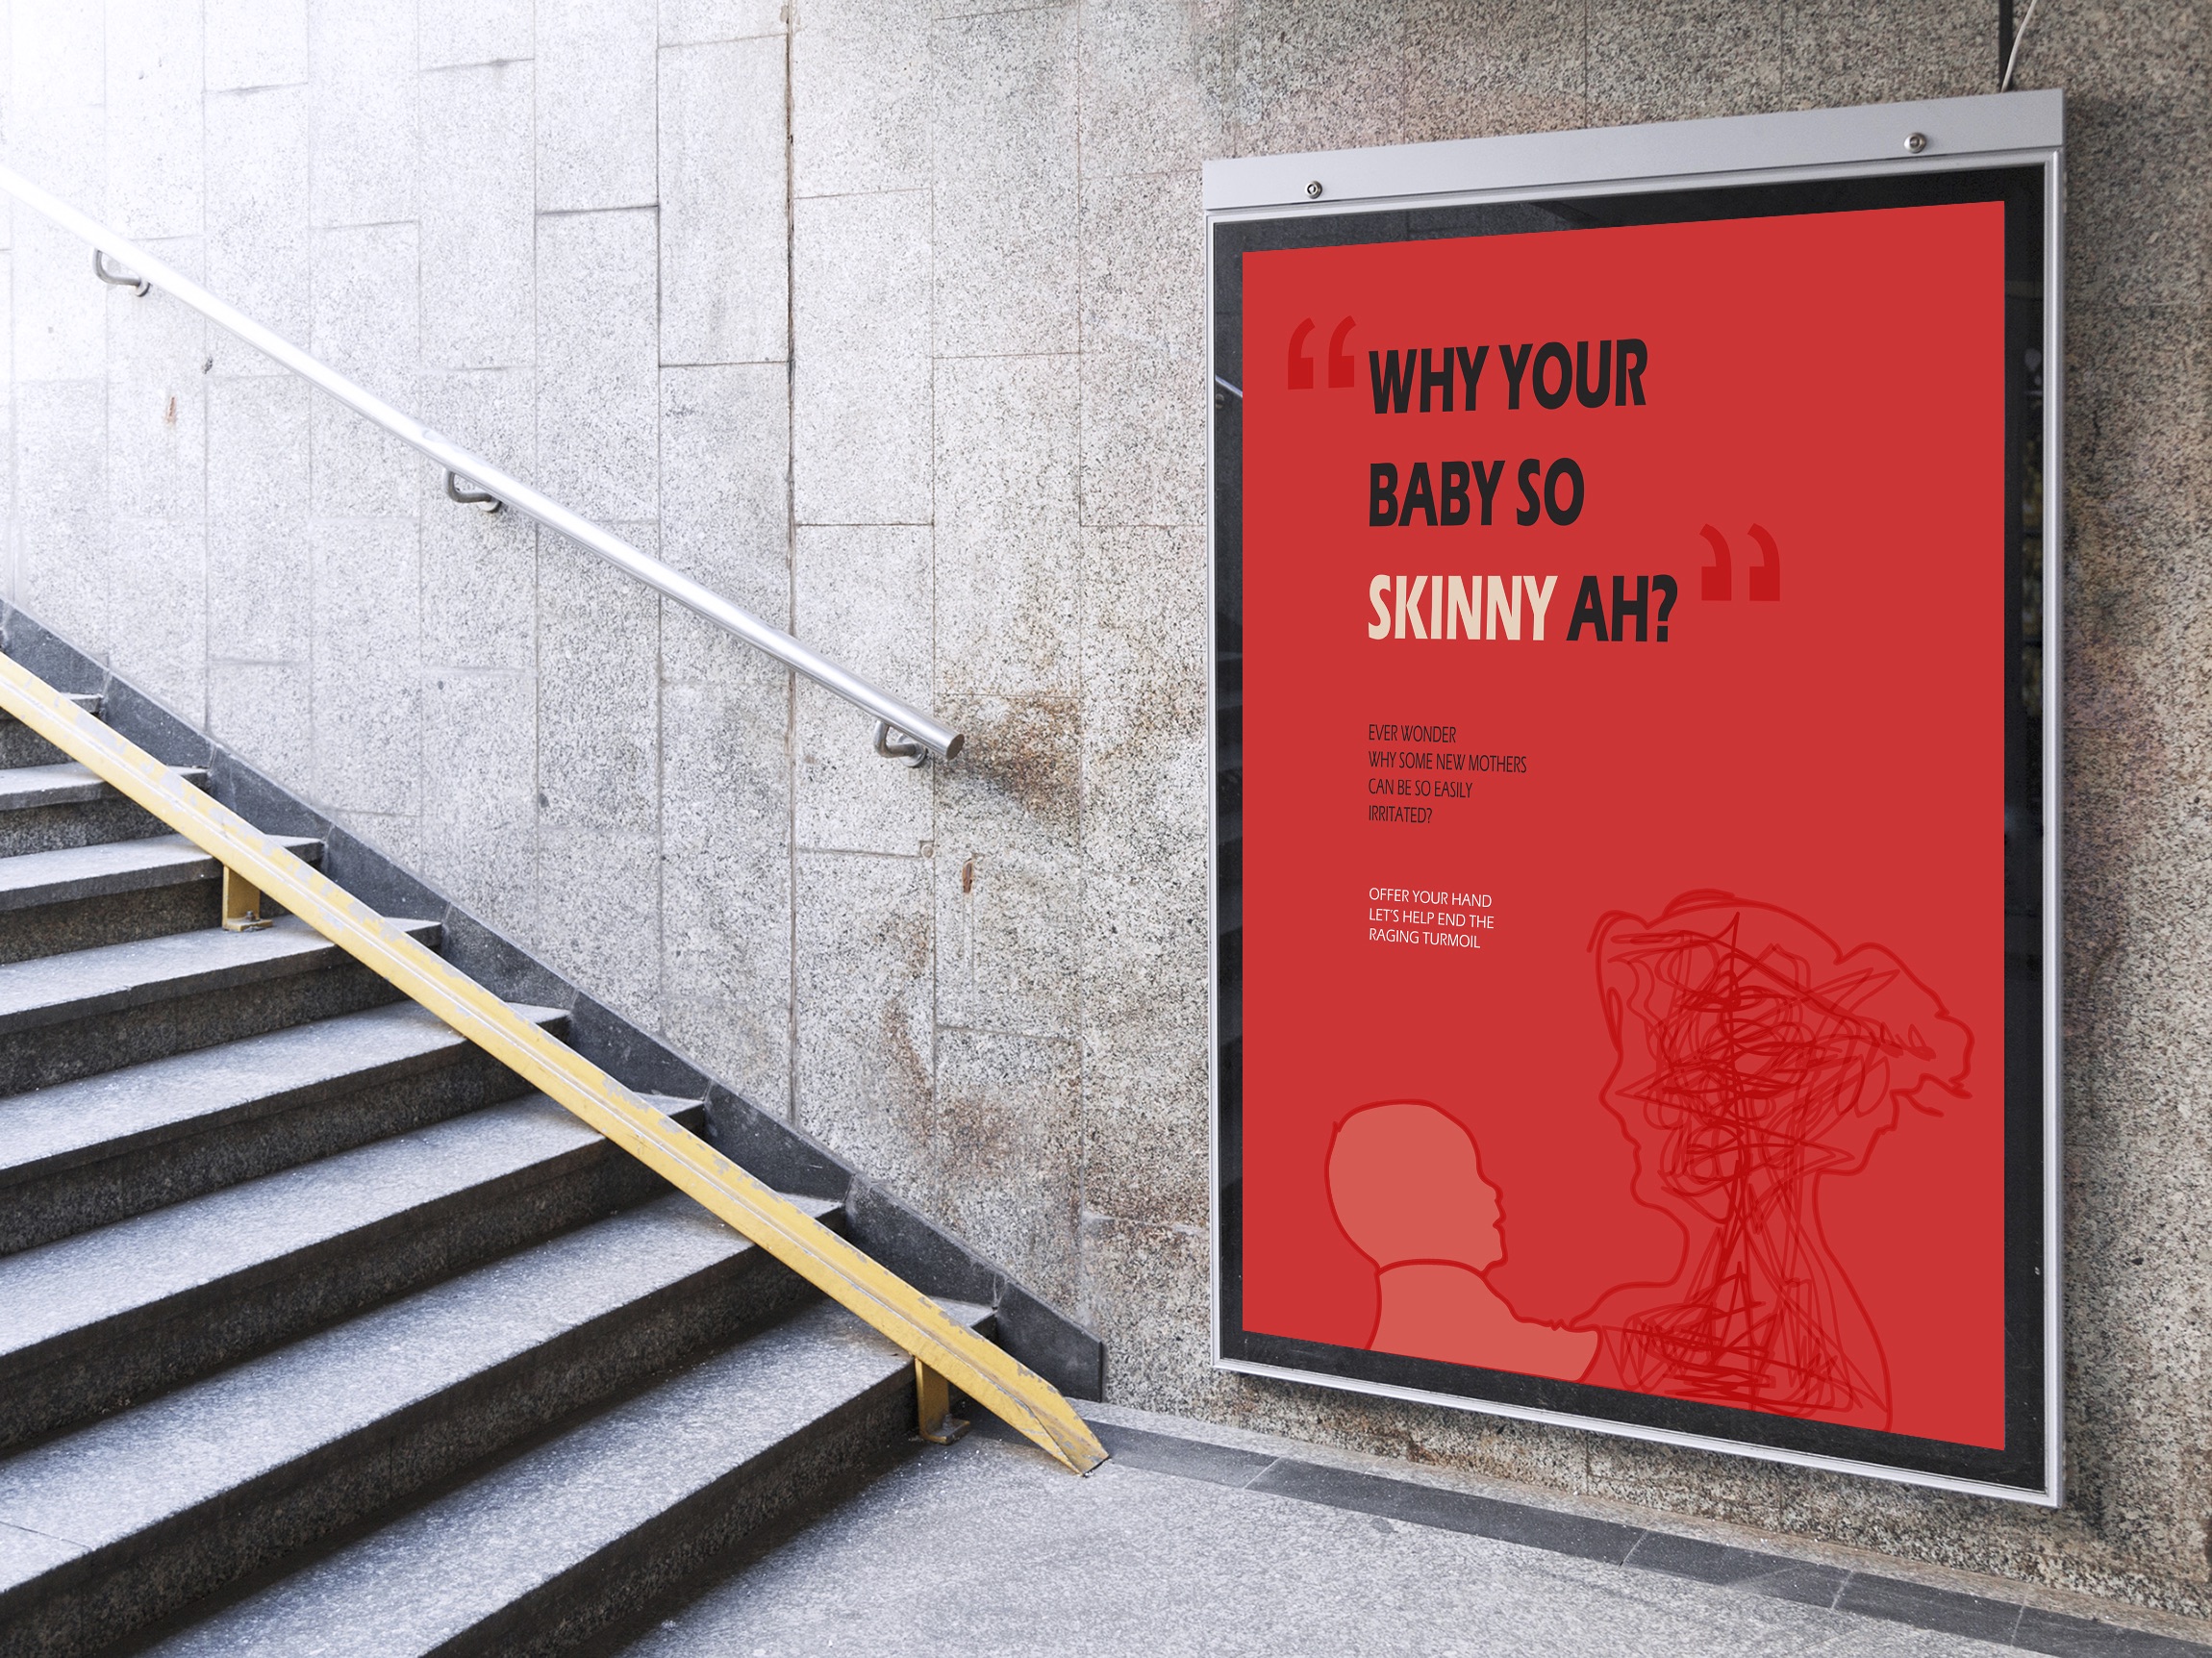 “WHY YOUR
BABY SO
SKINNY AH?”
EVER WONDER
WHY SOME NEW MOTHERS
CAN BE SO EASILY
IRRITATED?
OFFER YOUR HAND
LET'S HELP END THE
RAGING TURMOIL